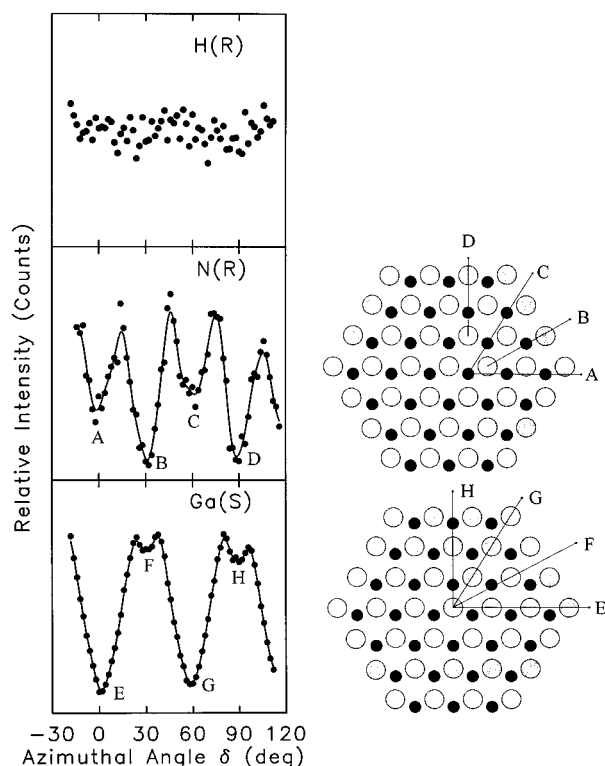 H(R)
N(R)
A
B
C
D
Ga(S)
E
F
G
H
Relative Intensity (Counts)
−30 0 30 60 90 120
Azimuthal Angle δ (deg)
D
C
B
A
H
G
F
E